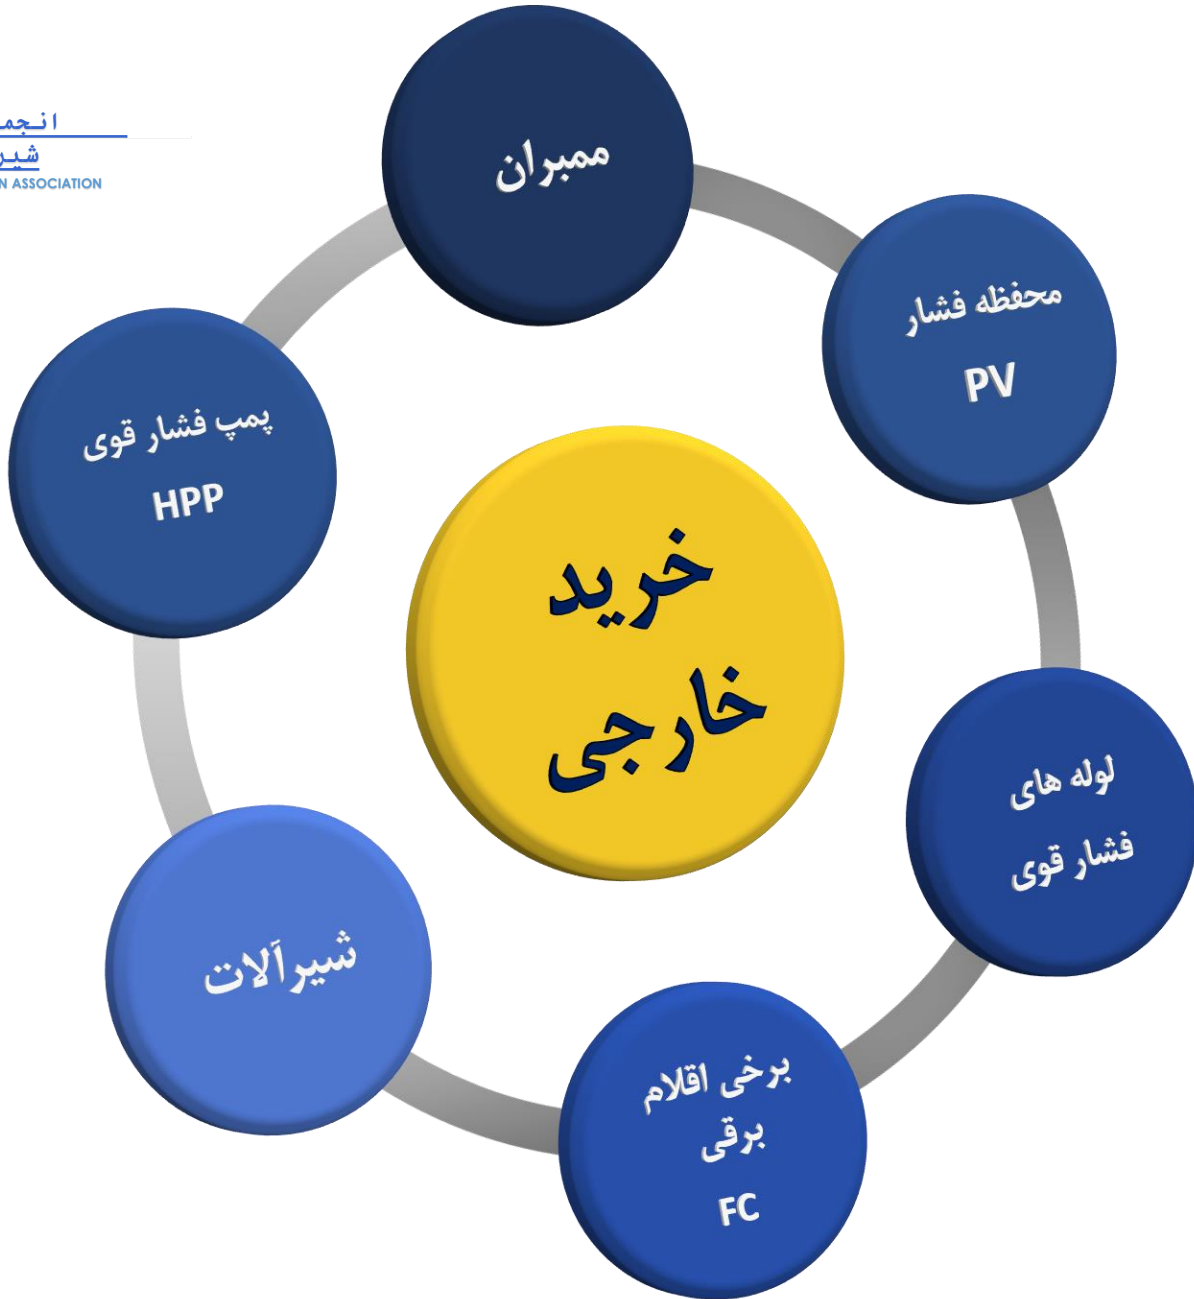 شیر
N ASSOCIATION
ممبران
محفظه فشار
PV
لوله های
فشار قوی
برخی اقلام
برقی
FC
شیرآلات
پمپ فشار قوی
HPP
خرید
خارجی